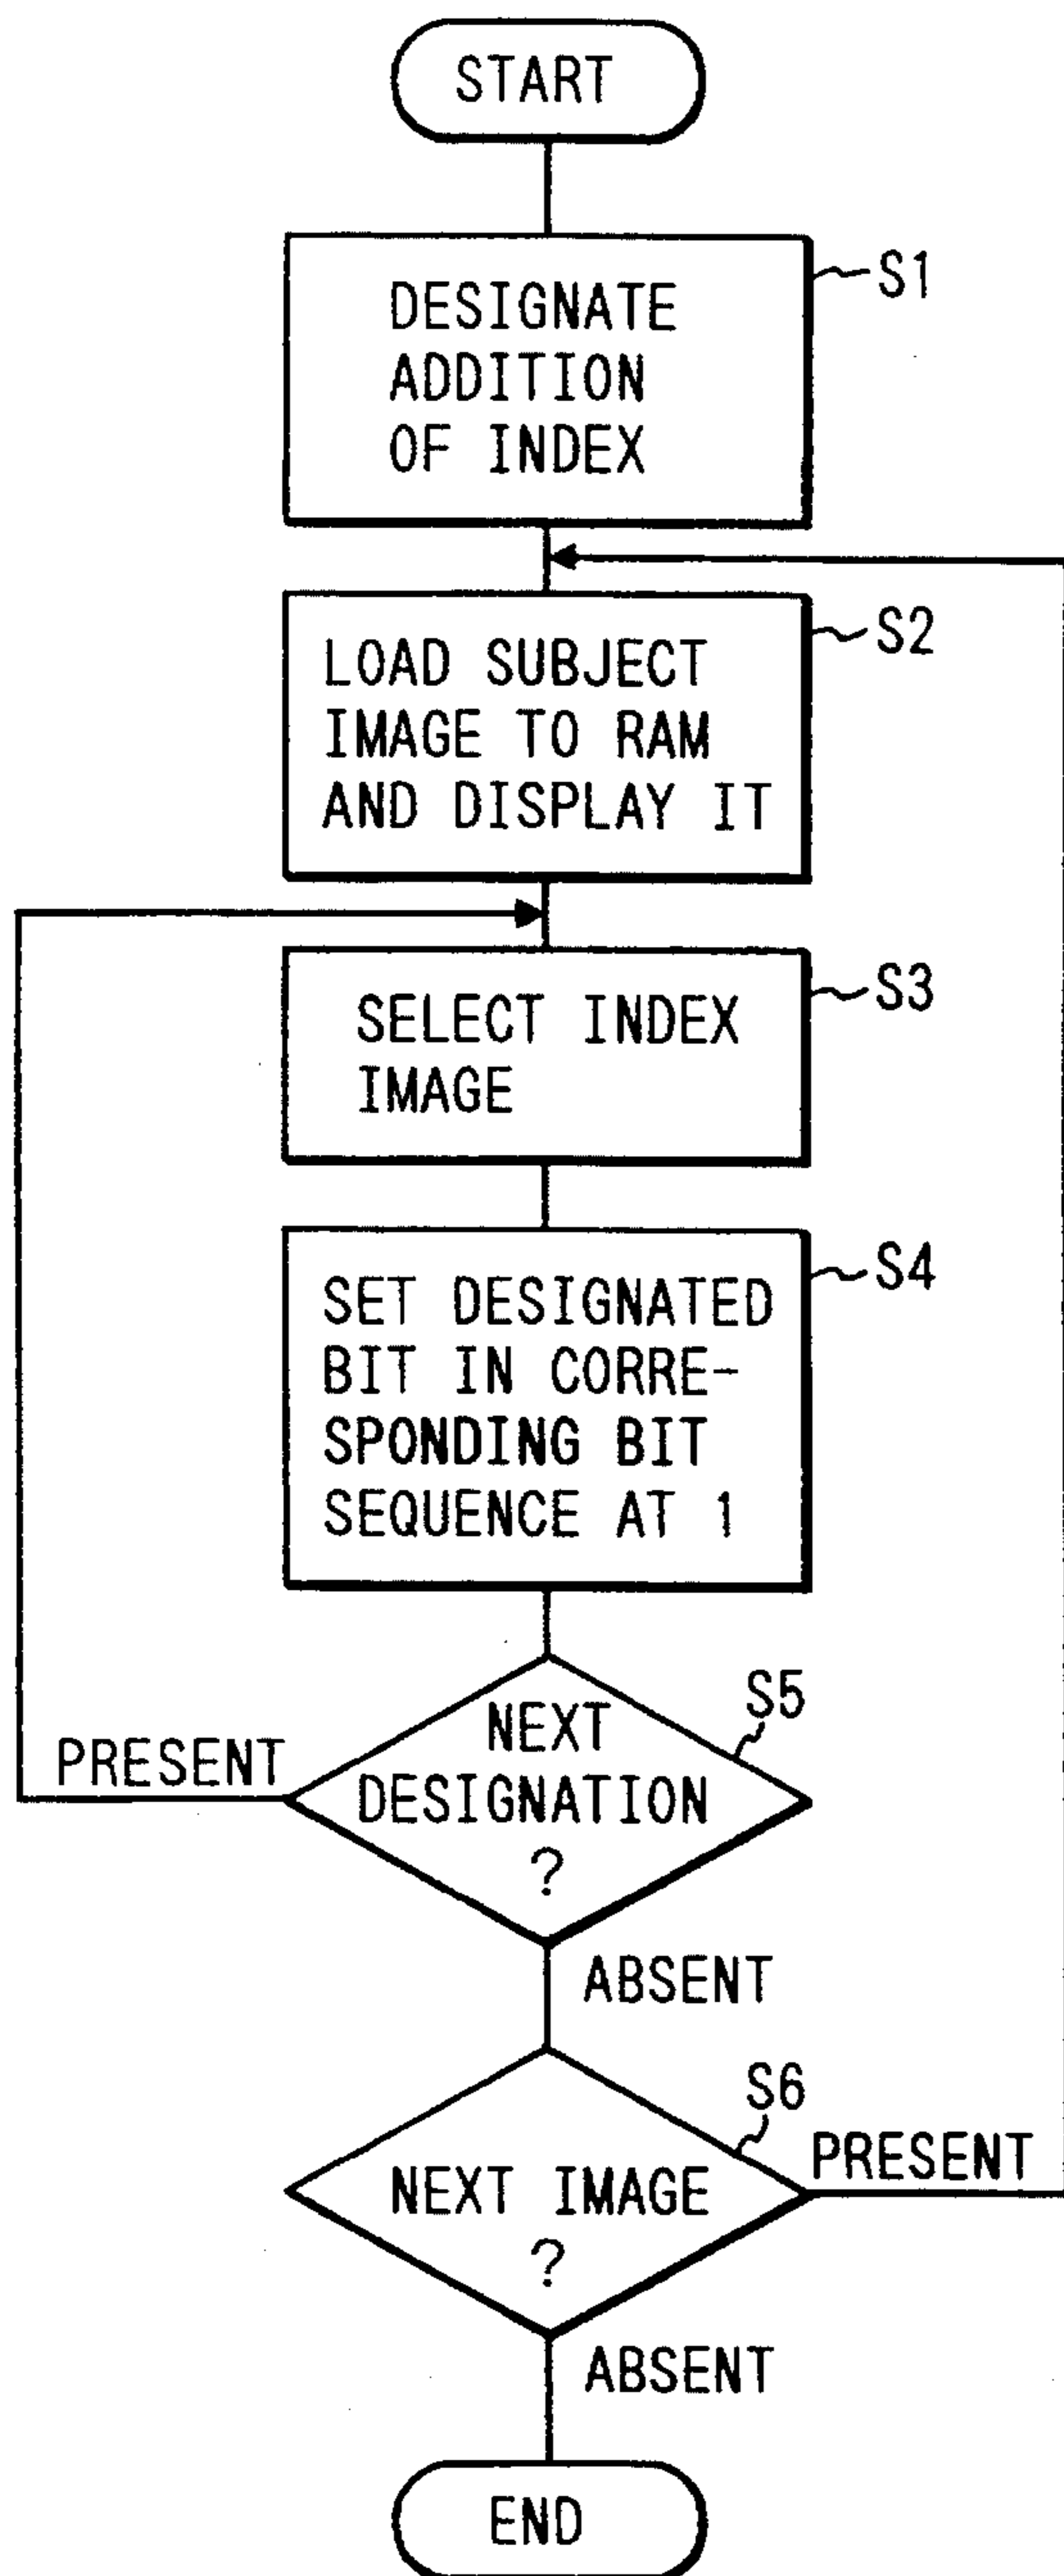 START
DESIGNATE
ADDITION
OF INDEX
S1
LOAD SUBJECT
IMAGE TO RAM
AND DISPLAY IT
S2
SELECT INDEX
IMAGE
S3
SET DESIGNATED
BIT IN CORRE-
SPONDING BIT
SEQUENCE AT 1
S4
NEXT
DESIGNATION
?
S5
PRESENT
ABSENT
NEXT IMAGE
?
S6
PRESENT
ABSENT
END